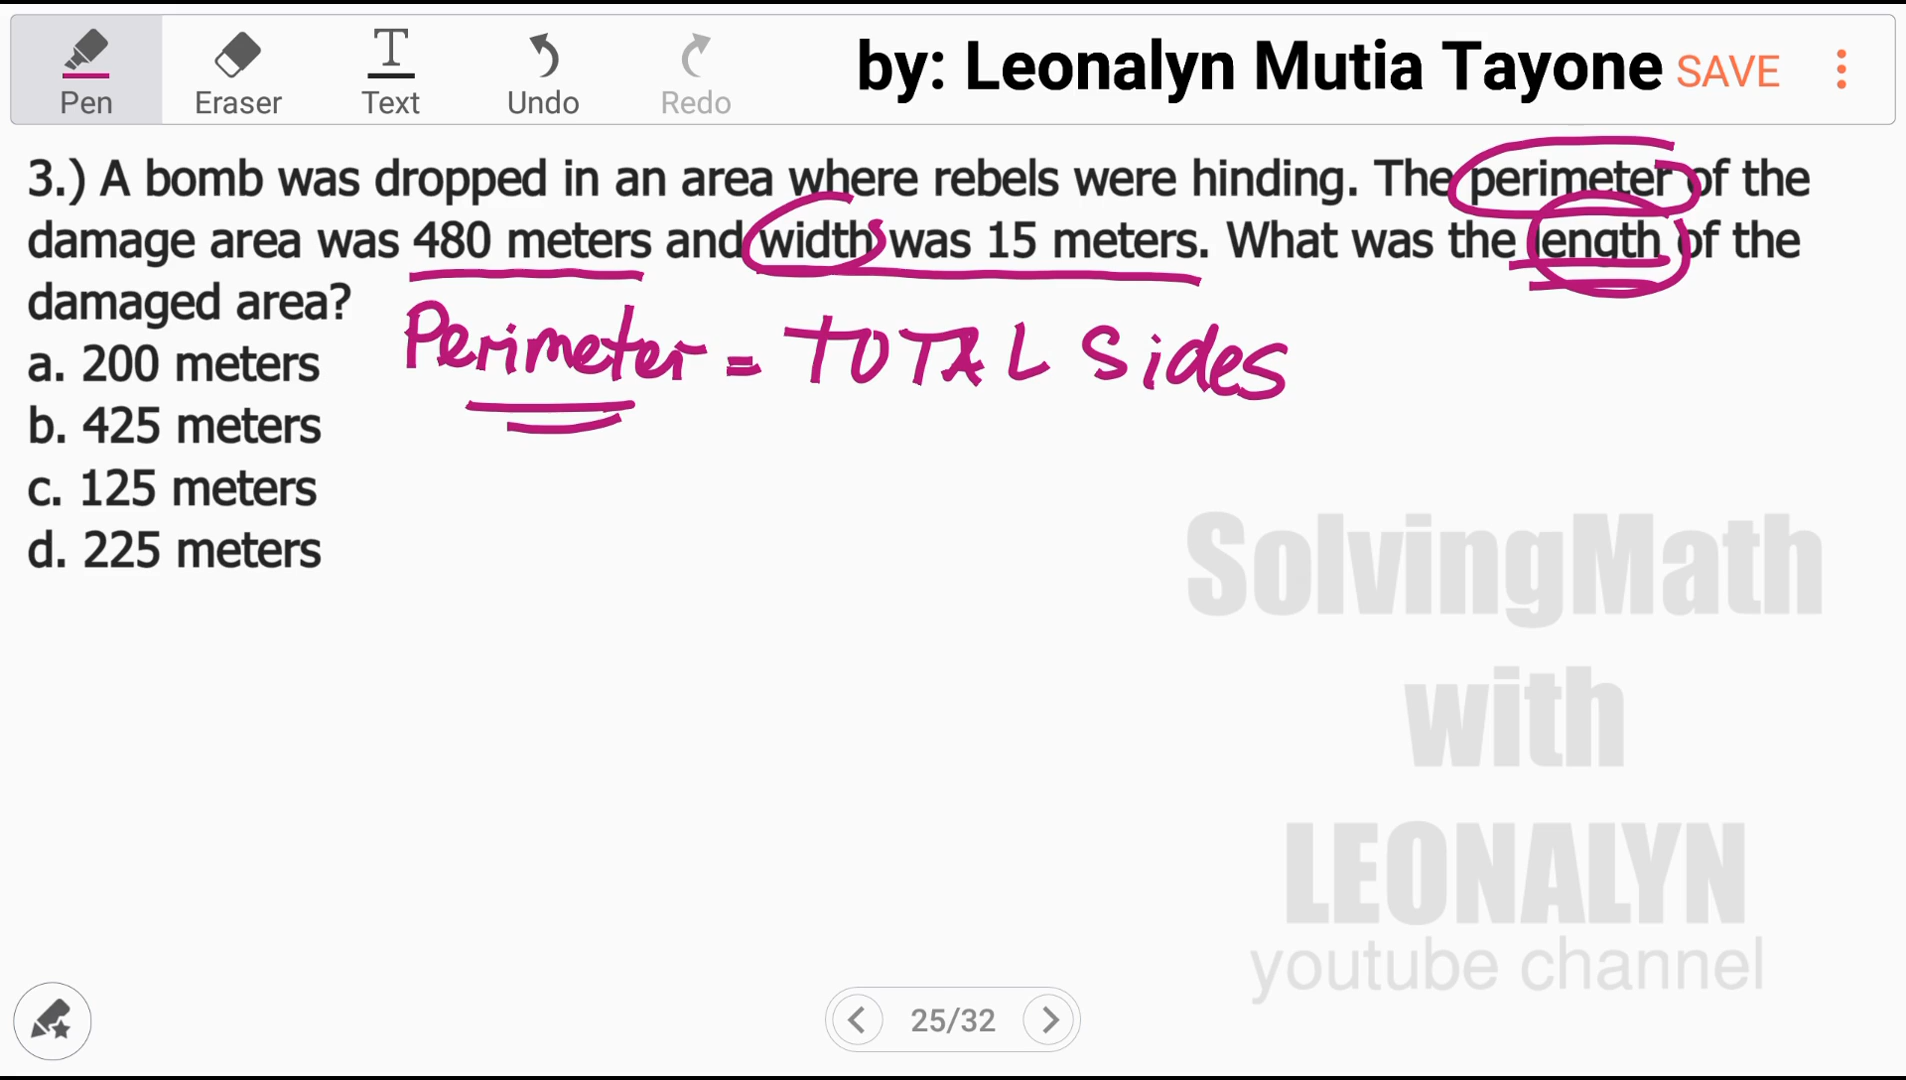 by: Leonalyn Mutia Tayone
SAVE
Pen
Eraser
Text
Undo
Redo
3.) A bomb was dropped in an area where rebels were hinding. The perimeter of the
damage area was 480 meters and width was 15 meters. What was the length of the
damaged area?
a. 200 meters
b. 425 meters
c. 125 meters
d. 225 meters
Perimeter = TOTAL Sides
SolvingMath
with
LEONALYN
youtube channel
25/32